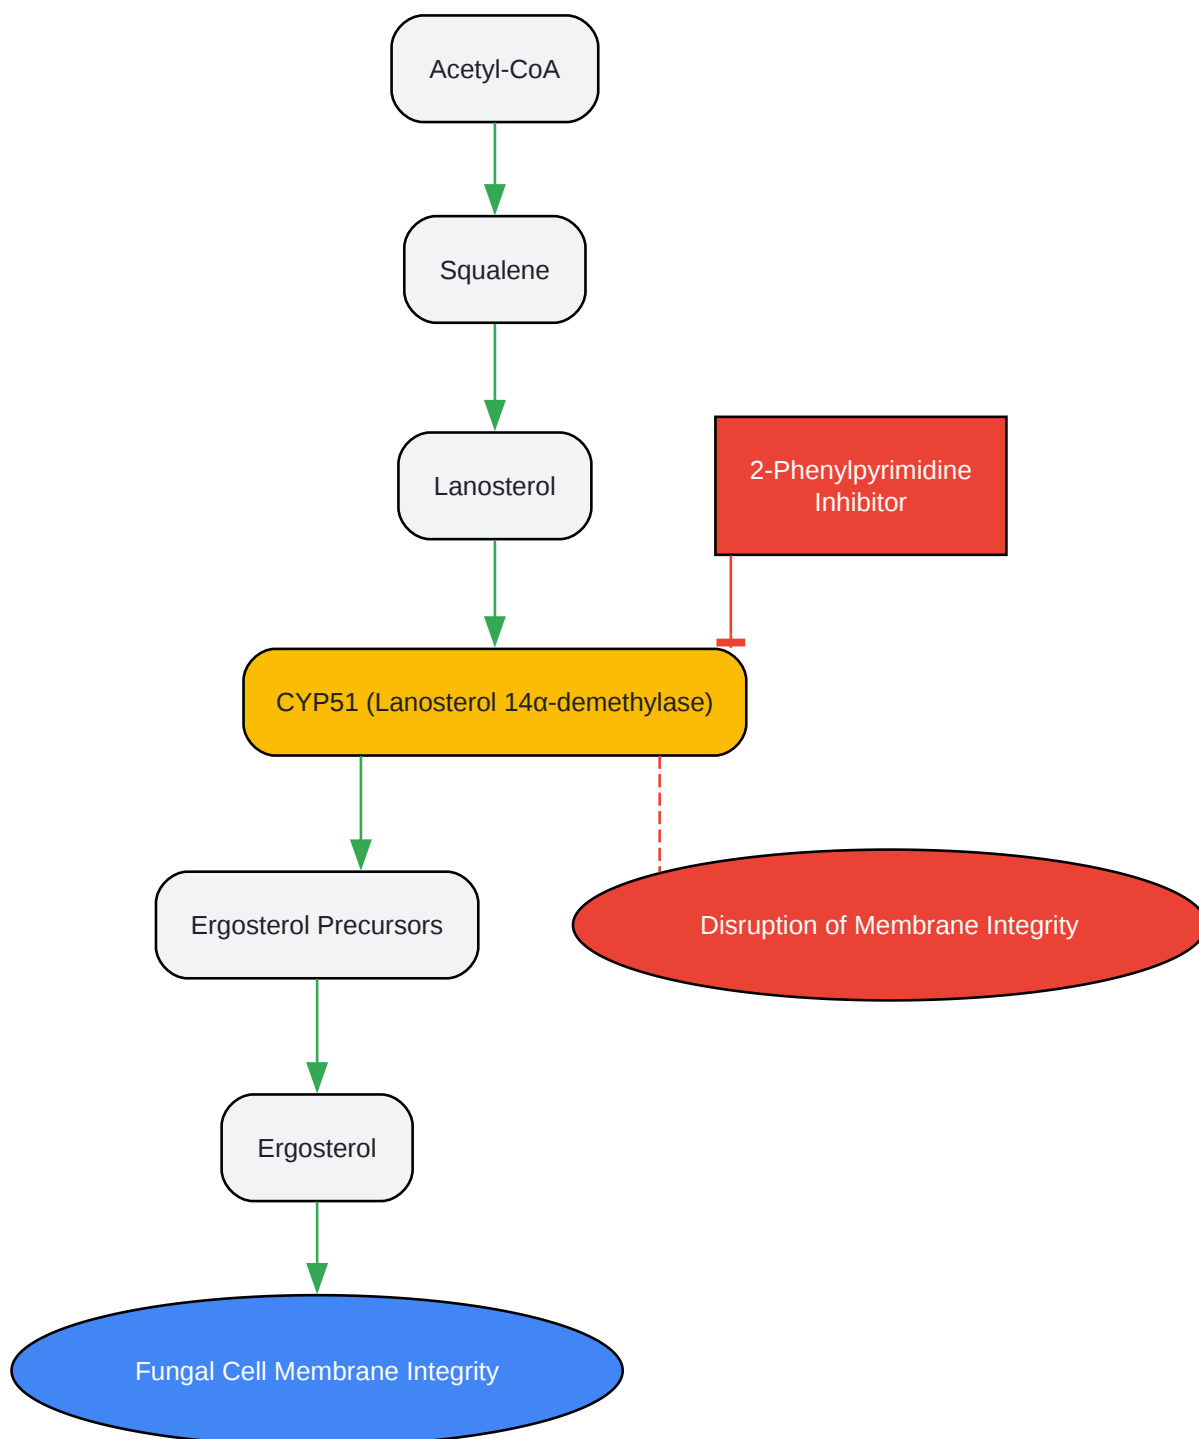 Acetyl-CoA
Squalene
Lanosterol
2-Phenylpyrimidine
Inhibitor
CYP51 (Lanosterol 14α-demethylase)
Ergosterol Precursors
Disruption of Membrane Integrity
Ergosterol
Fungal Cell Membrane Integrity